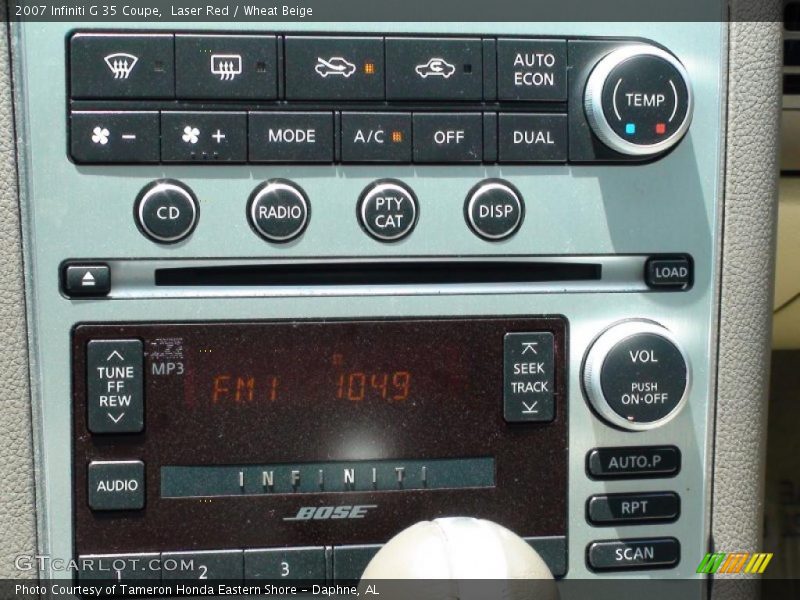 2007 Infiniti G 35 Coupe, Laser Red / Wheat Beige
AUTO
ECON
TEMP
MODE
A/C
OFF
DUAL
CD
RADIO
PTY
CAT
DISP
LOAD
TUNE
FF
REW
MP3
FM1 104.9
SEEK
TRACK
VOL
PUSH
ON·OFF
AUTO.P
AUDIO
INFINITI
RPT
BOSE
SCAN
GTCARLOT.COM
1 2 3
Photo Courtesy of Tameron Honda Eastern Shore - Daphne, AL